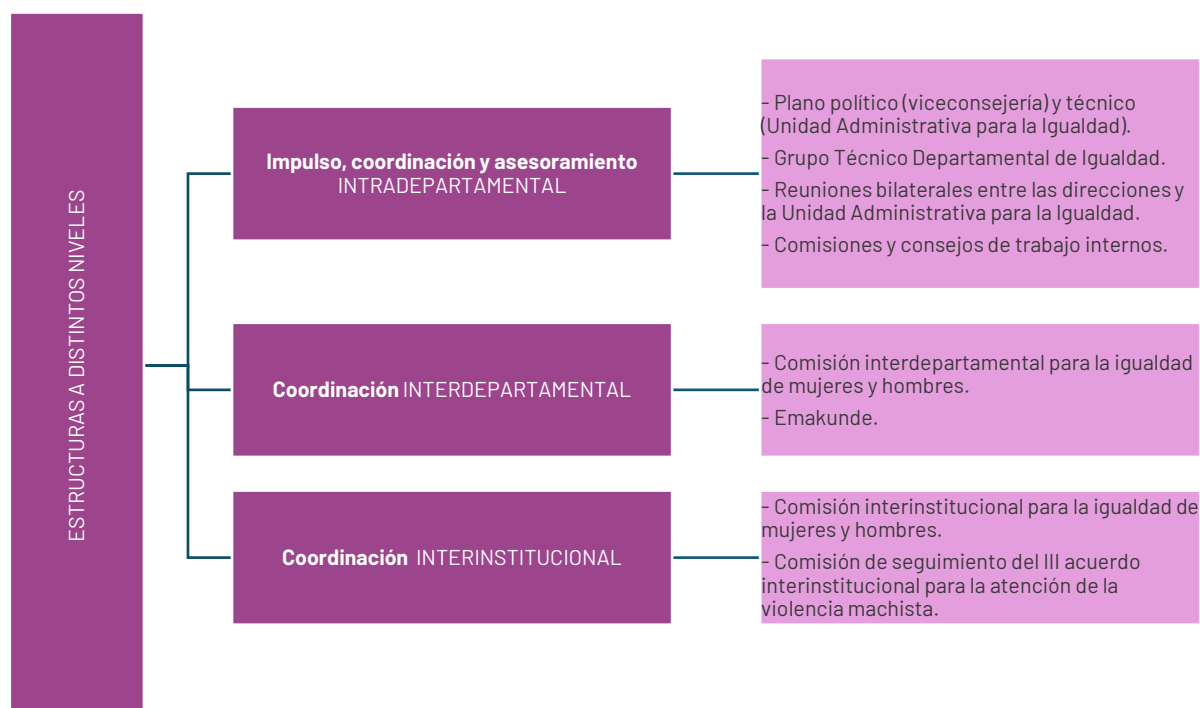 ESTRUCTURAS A DISTINTOS NIVELES
Impulso, coordinación y asesoramiento
INTRADEPARTAMENTAL
- Plano político (viceconsejería) y técnico
(Unidad Administrativa para la Igualdad).
- Grupo Técnico Departamental de Igualdad.
- Reuniones bilaterales entre las direcciones y
la Unidad Administrativa para la Igualdad.
- Comisiones y consejos de trabajo internos.
Coordinación INTERDEPARTAMENTAL
- Comisión interdepartamental para la igualdad
de mujeres y hombres.
- Emakunde.
Coordinación INTERINSTITUCIONAL
- Comisión interinstitucional para la igualdad de
mujeres y hombres.
- Comisión de seguimiento del III acuerdo
interinstitucional para la atención de la
violencia machista.